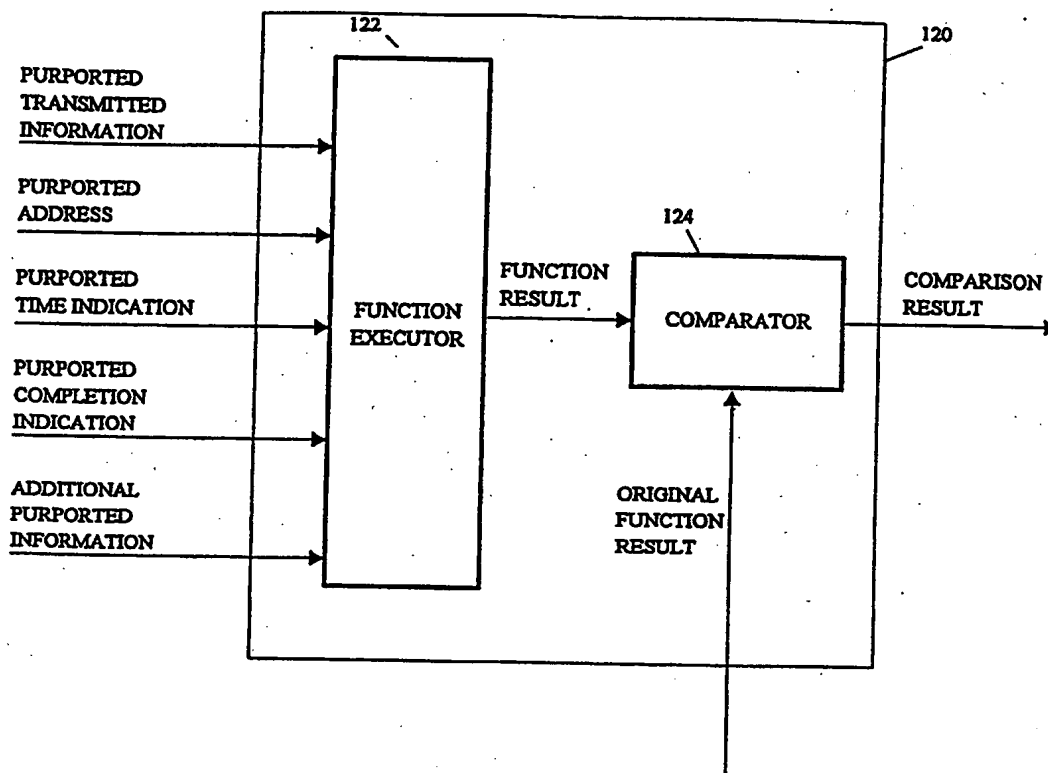 122
120
PURPORTED
TRANSMITTED
INFORMATION
PURPORTED
ADDRESS
PURPORTED
TIME INDICATION
PURPORTED
COMPLETION
INDICATION
ADDITIONAL
PURPORTED
INFORMATION
FUNCTION
EXECUTOR
FUNCTION
RESULT
124
COMPARATOR
COMPARISON
RESULT
ORIGINAL
FUNCTION
RESULT